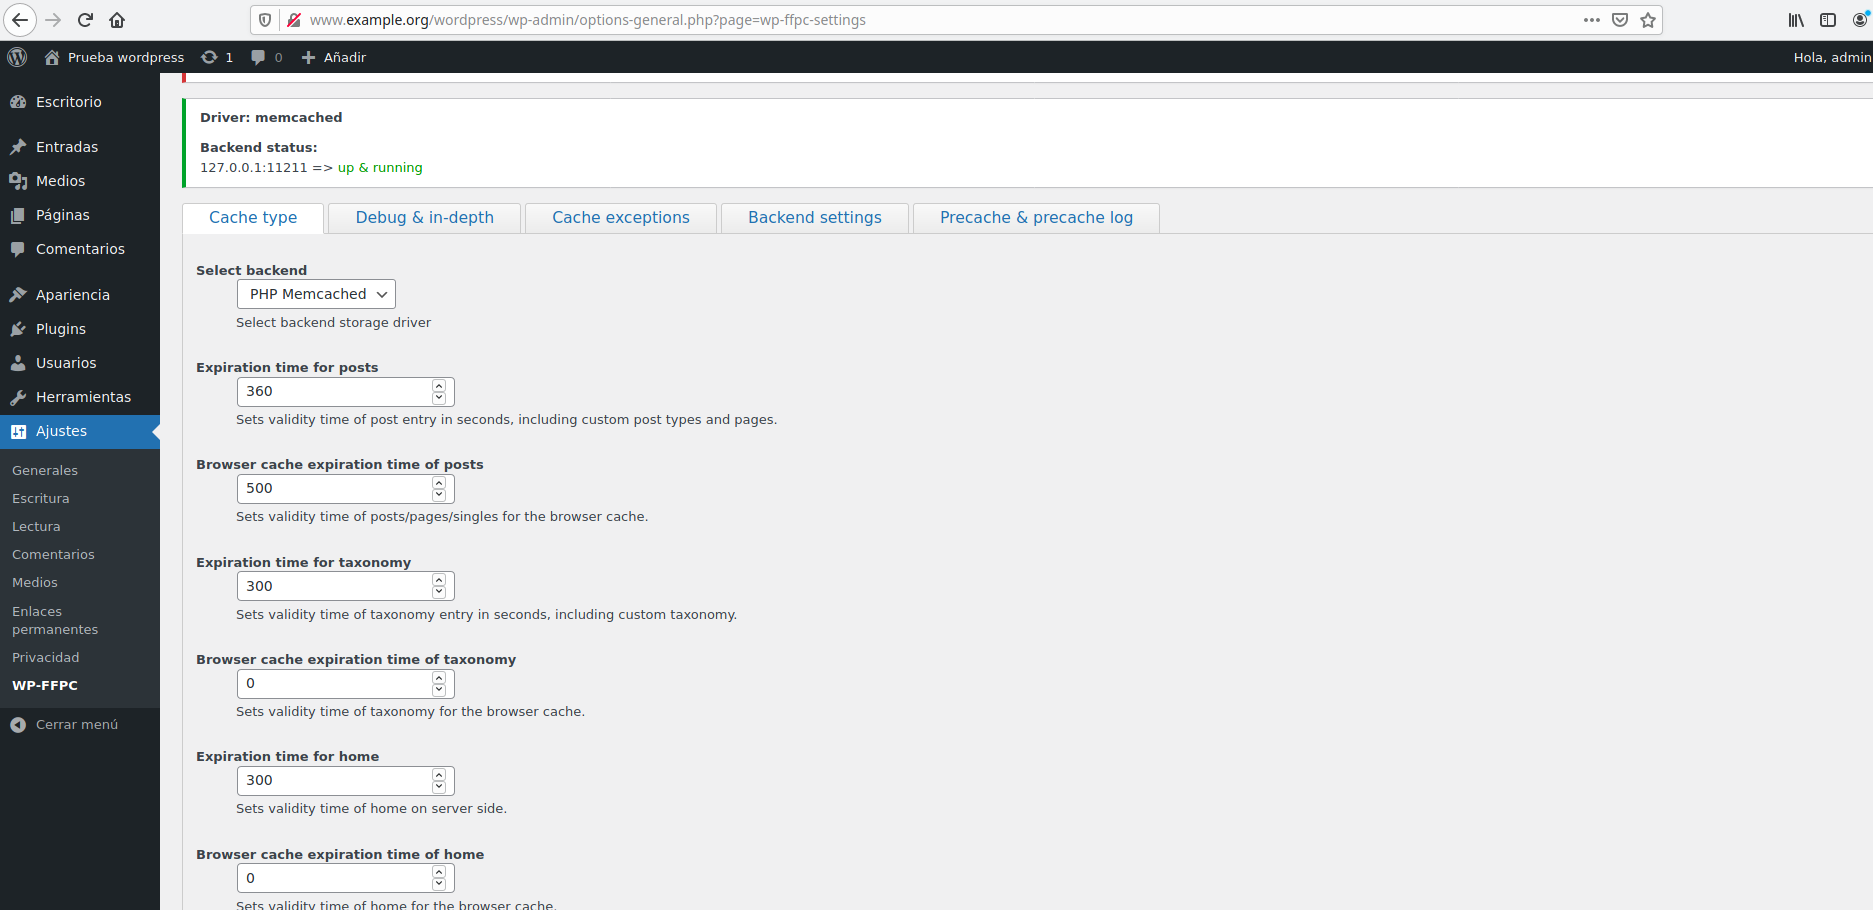 www.example.org/wordpress/wp-admin/options-general.php?page=wp-ffpc-settings
Prueba wordpress
1
0
Añadir
Hola, admin
Escritorio
Entradas
Medios
Páginas
Comentarios
Apariencia
Plugins
Usuarios
Herramientas
Ajustes
Generales
Escritura
Lectura
Comentarios
Medios
Enlaces
permanentes
Privacidad
WP-FFPC
Cerrar menú
Driver: memcached
Backend status:
127.0.0.1:11211 => up & running
Cache type
Debug & in-depth
Cache exceptions
Backend settings
Precache & precache log
Select backend
PHP Memcached
Select backend storage driver
Expiration time for posts
360
Sets validity time of post entry in seconds, including custom post types and pages.
Browser cache expiration time of posts
500
Sets validity time of posts/pages/singles for the browser cache.
Expiration time for taxonomy
300
Sets validity time of taxonomy entry in seconds, including custom taxonomy.
Browser cache expiration time of taxonomy
0
Sets validity time of taxonomy for the browser cache.
Expiration time for home
300
Sets validity time of home on server side.
Browser cache expiration time of home
0
Sets validity time of home for the browser cache.